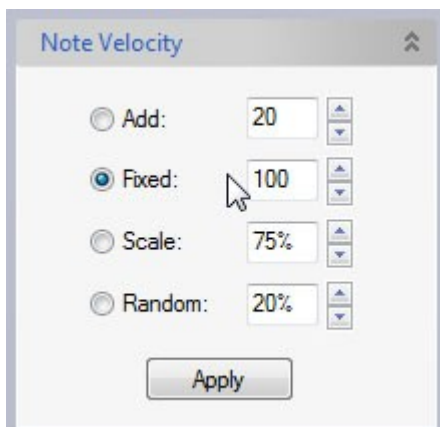 Note Velocity
Add: 20
Fixed: 100
Scale: 75%
Random: 20%
Apply